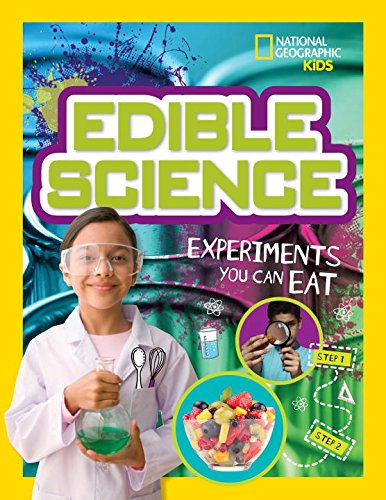 NATIONAL
GEOGRAPHIC
KiDS
EDIBLE
SCIENCE
EXPERIMENTS
YOU CAN EAT
STEP 1
STEP 2